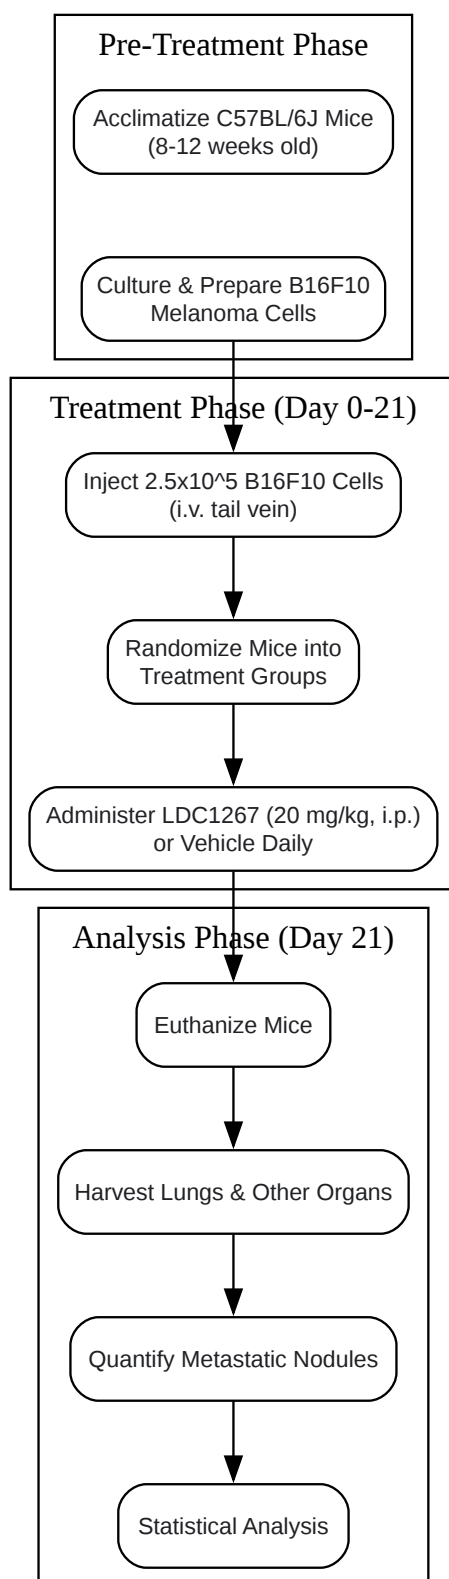 Pre-Treatment Phase
Acclimatize C57BL/6J Mice
(8-12 weeks old)
Culture & Prepare B16F10
Melanoma Cells
Treatment Phase (Day 0-21)
Inject 2.5x10^5 B16F10 Cells
(i.v. tail vein)
Randomize Mice into
Treatment Groups
Administer LDC1267 (20 mg/kg, i.p.)
or Vehicle Daily
Analysis Phase (Day 21)
Euthanize Mice
Harvest Lungs & Other Organs
Quantify Metastatic Nodules
Statistical Analysis